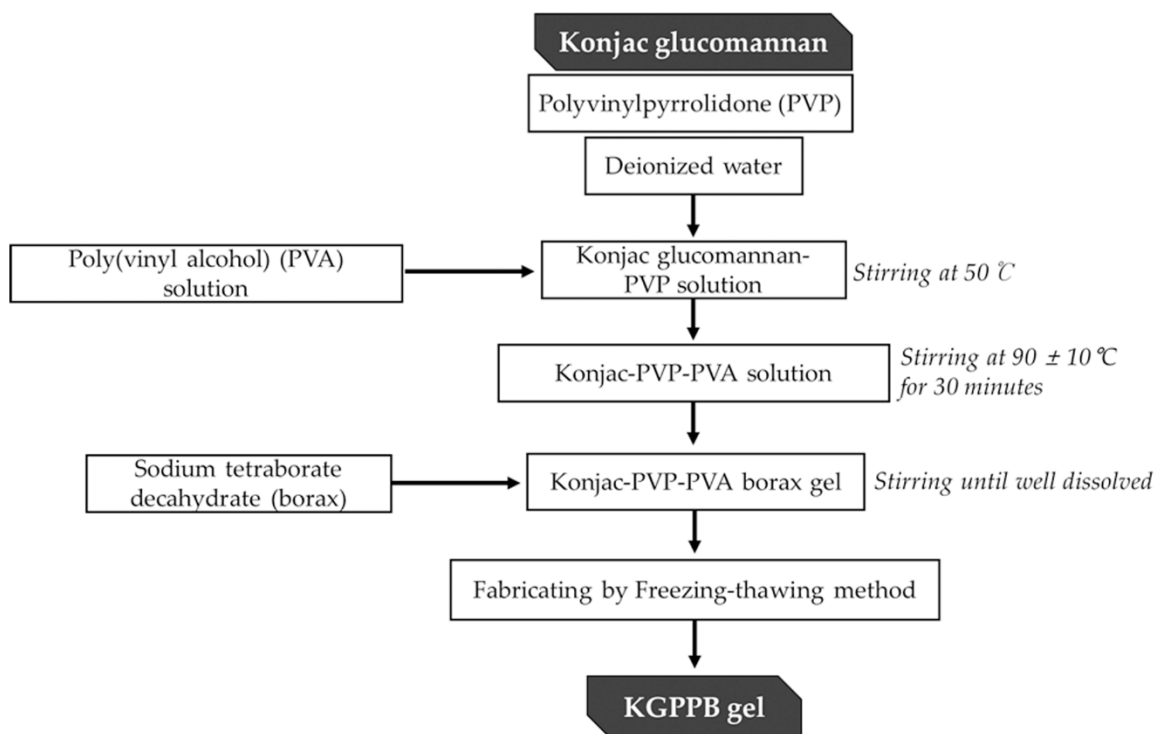 Konjac glucomannan
Polyvinylpyrrolidone (PVP)
Deionized water
Poly(vinyl alcohol) (PVA)
solution
Konjac glucomannan-
PVP solution
Stirring at 50 ℃
Konjac-PVP-PVA solution
Stirring at 90 ± 10 ℃
for 30 minutes
Sodium tetraborate
decahydrate (borax)
Konjac-PVP-PVA borax gel
Stirring until well dissolved
Fabricating by Freezing-thawing method
KGPPB gel